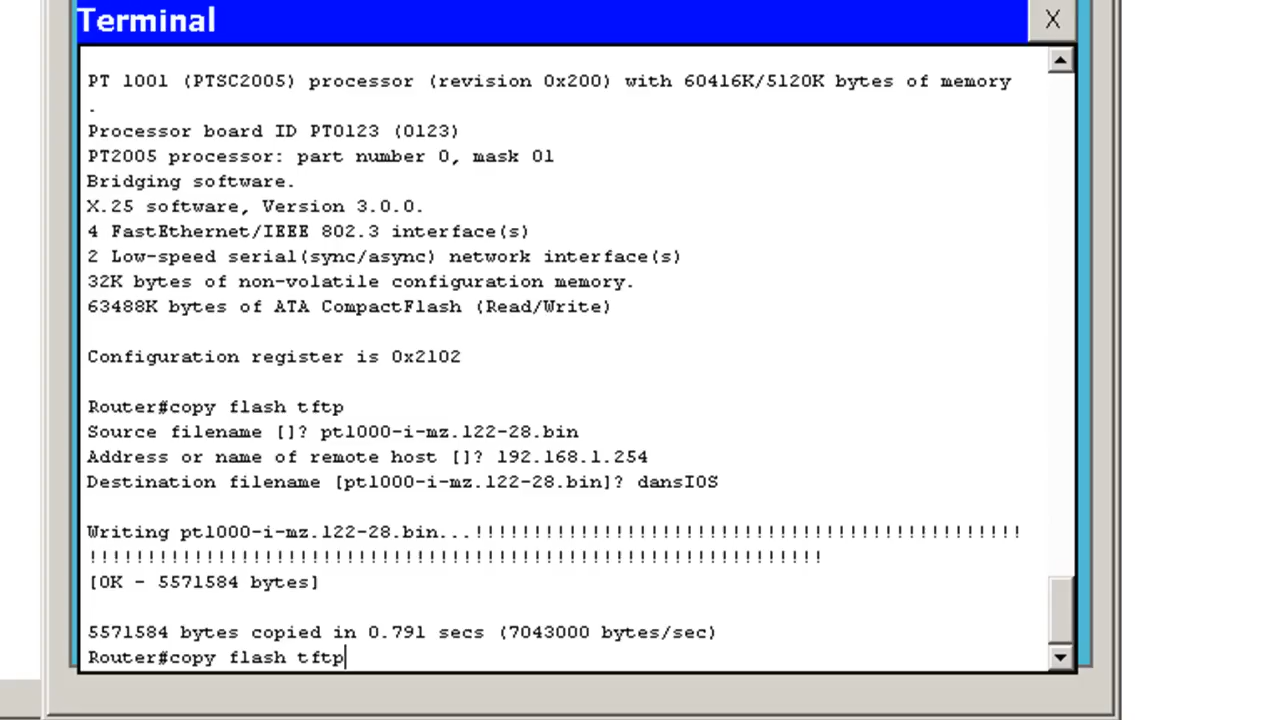 Terminal
X
PT 1001 (PTSC2005) processor (revision 0x200) with 60416K/5120K bytes of memory
.
Processor board ID PT0123 (0123)
PT2005 processor: part number 0, mask 01
Bridging software.
X.25 software, Version 3.0.0.
4 FastEthernet/IEEE 802.3 interface(s)
2 Low-speed serial(sync/async) network interface(s)
32K bytes of non-volatile configuration memory.
63488K bytes of ATA CompactFlash (Read/Write)
Configuration register is 0x2102
Router#copy flash tftp
Source filename []? pt1000-i-mz.122-28.bin
Address or name of remote host []? 192.168.1.254
Destination filename [pt1000-i-mz.122-28.bin]? dansIOS
Writing pt1000-i-mz.122-28.bin...!!!!!!!!!!!!!!!!!!!!!!!!!!!!!!!!!!!!!!!!!!!!!!!
!!!!!!!!!!!!!!!!!!!!!!!!!!!!!!!!!!!!!!!!!!!!!!!!!!!!!!!!!!!!!!!
[OK - 5571584 bytes]
5571584 bytes copied in 0.791 secs (7043000 bytes/sec)
Router#copy flash tftp